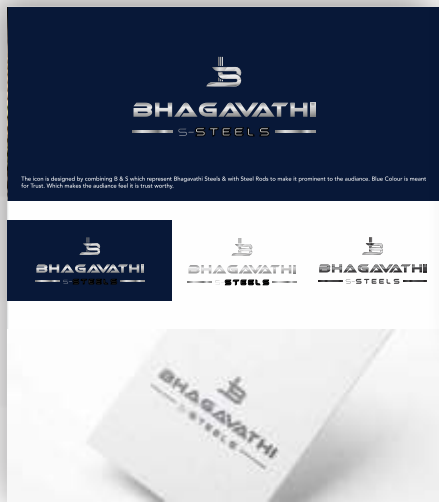 BHAGAVATHI
S-STEELS
The icon is designed by combining B & S which represent Bhagavathi Steels & with Steel Rods to make it prominent to the audiance. Blue Colour is meant
for Trust. Which makes the audiance feel it is trust worthy.
BHAGAVATHI
S-STEELS
BHAGAVATHI
S-STEELS
BHAGAVATHI
S-STEELS
BHAGAVATHI
S-STEELS